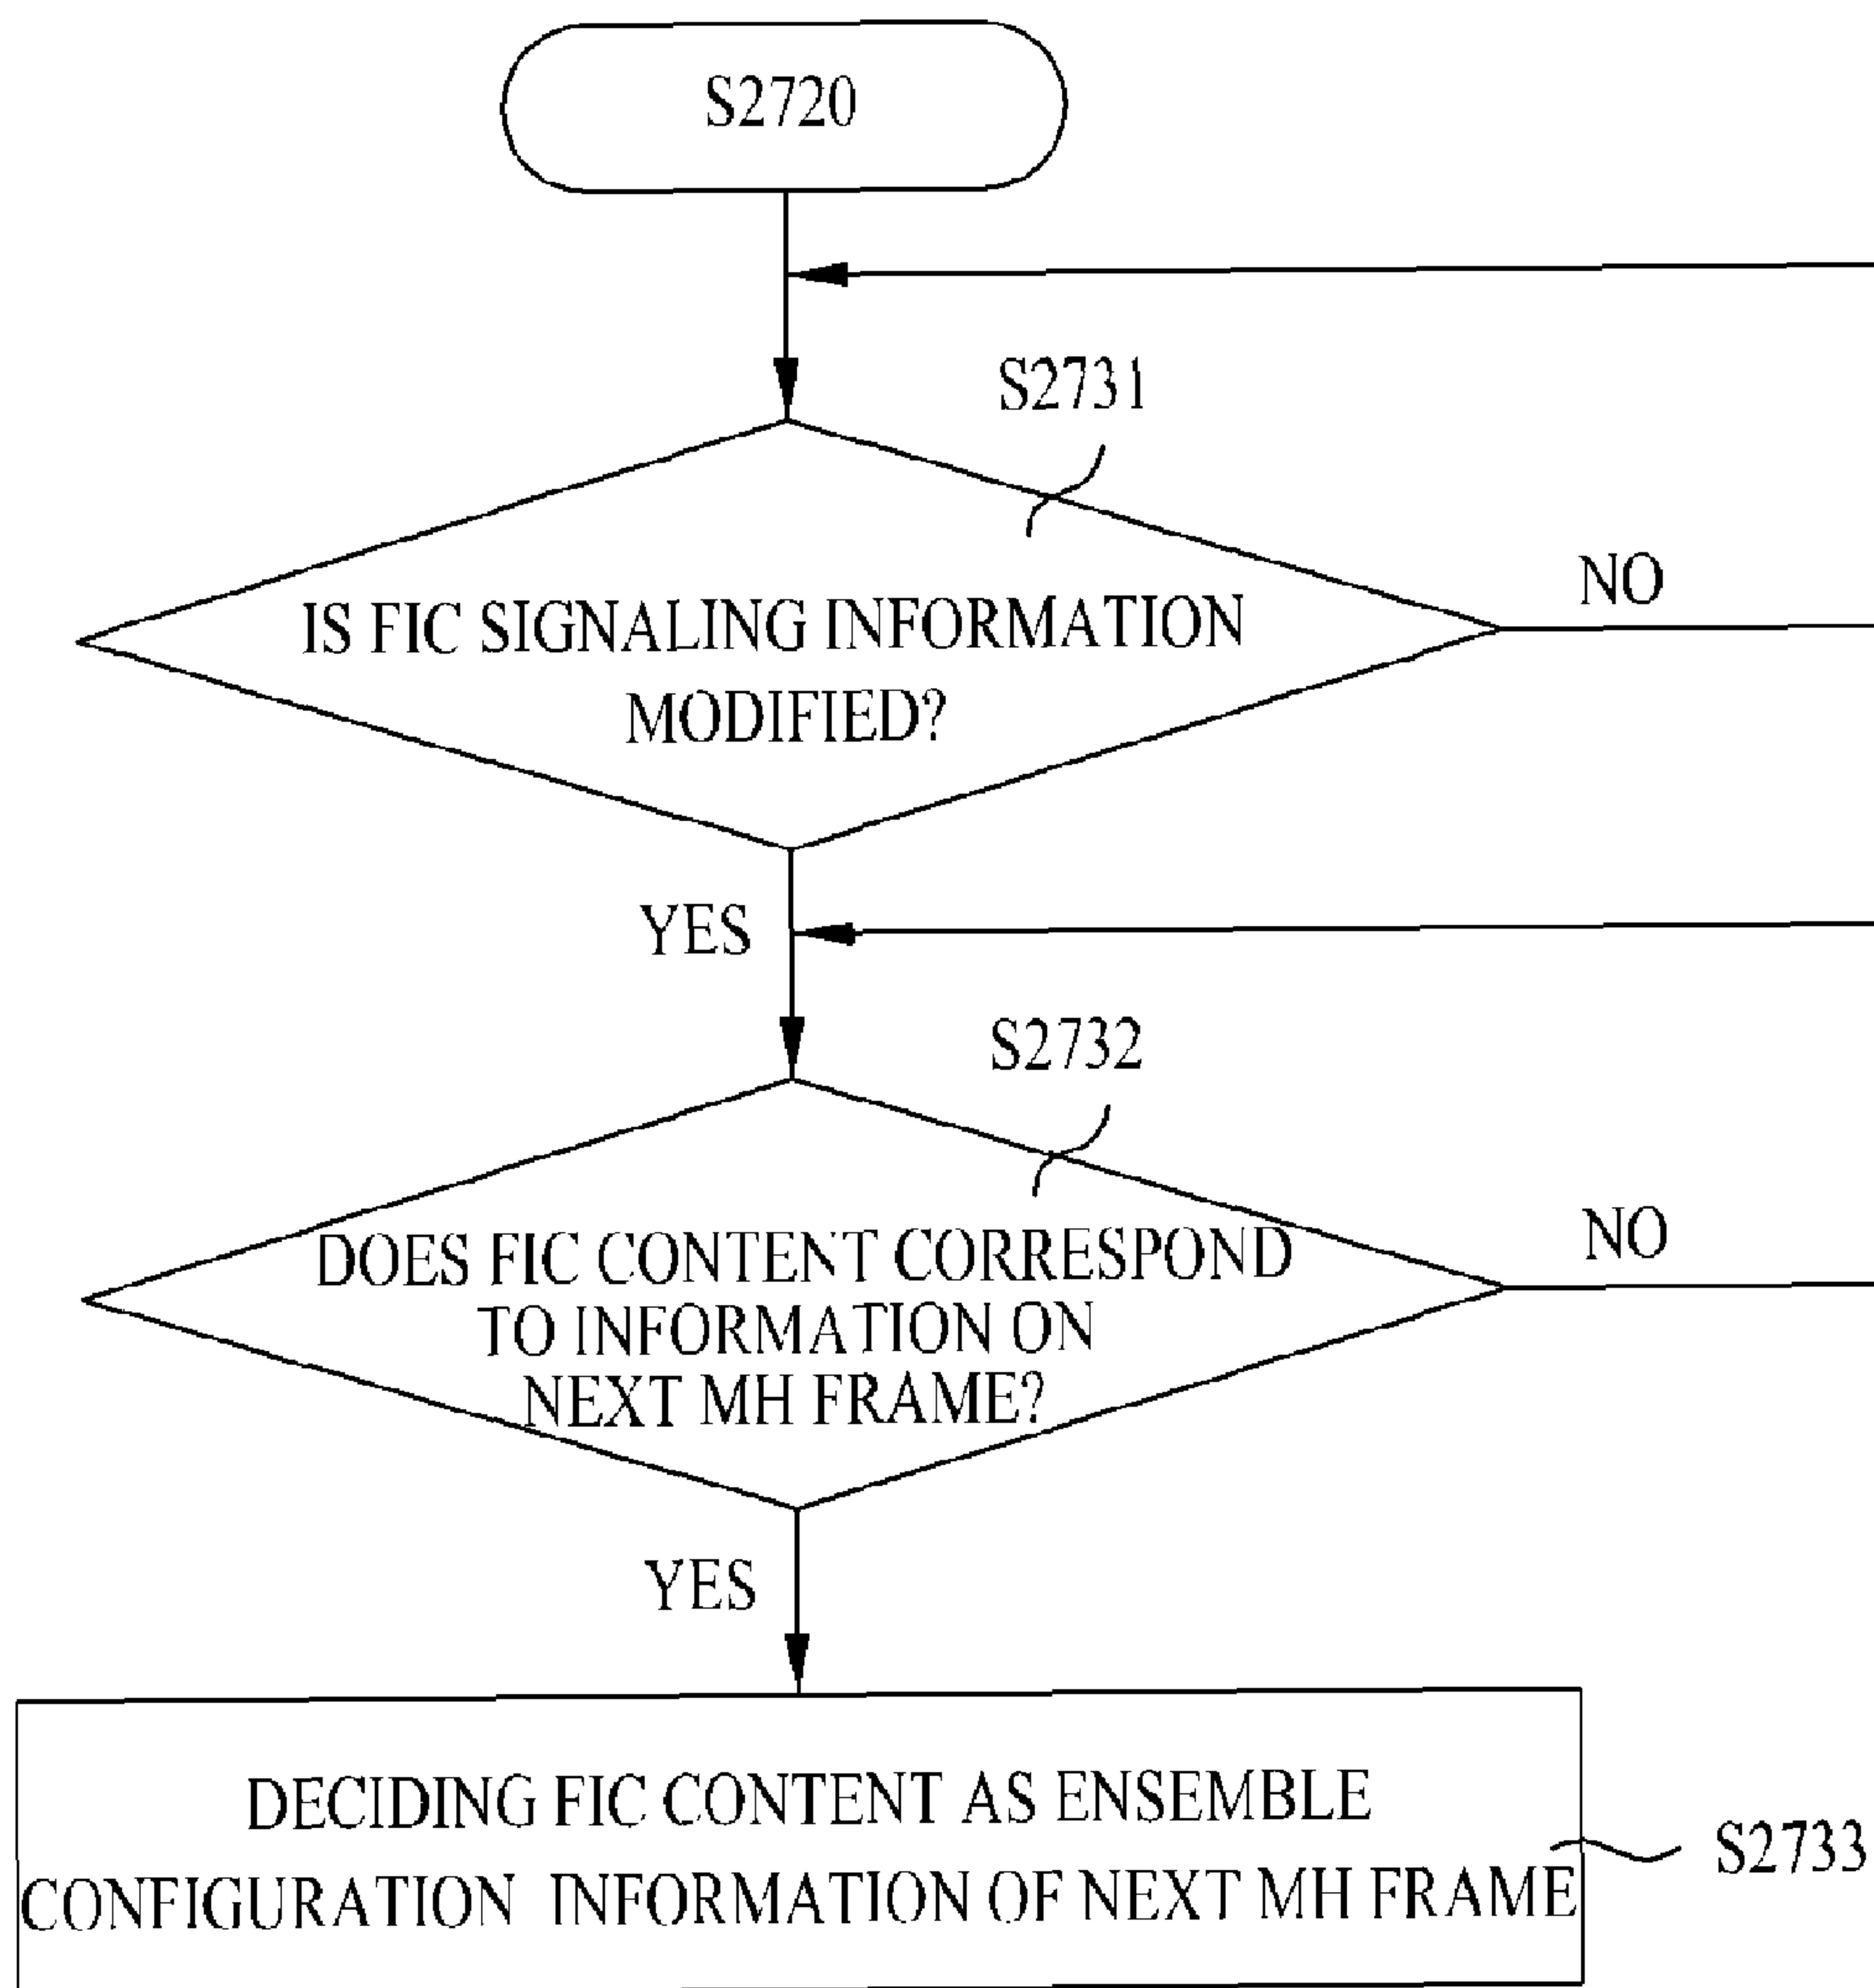 S2720
S2731
IS FIC SIGNALING INFORMATION
MODIFIED?
NO
YES
S2732
DOES FIC CONTENT CORRESPOND
TO INFORMATION ON
NEXT MH FRAME?
NO
YES
DECIDING FIC CONTENT AS ENSEMBLE
CONFIGURATION INFORMATION OF NEXT MH FRAME
S2733